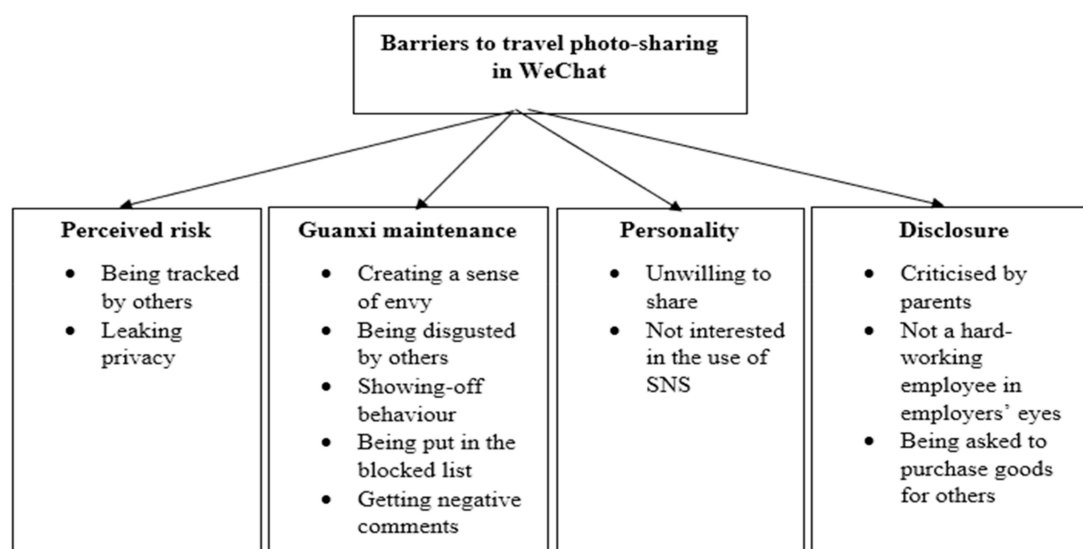 Barriers to travel photo-sharing
in WeChat
Perceived risk
• Being tracked
by others
• Leaking
privacy
Guanxi maintenance
• Creating a sense
of envy
• Being disgusted
by others
• Showing-off
behaviour
• Being put in the
blocked list
• Getting negative
comments
Personality
• Unwilling to
share
• Not interested
in the use of
SNS
Disclosure
• Criticised by
parents
• Not a hard-
working
employee in
employers’ eyes
• Being asked to
purchase goods
for others